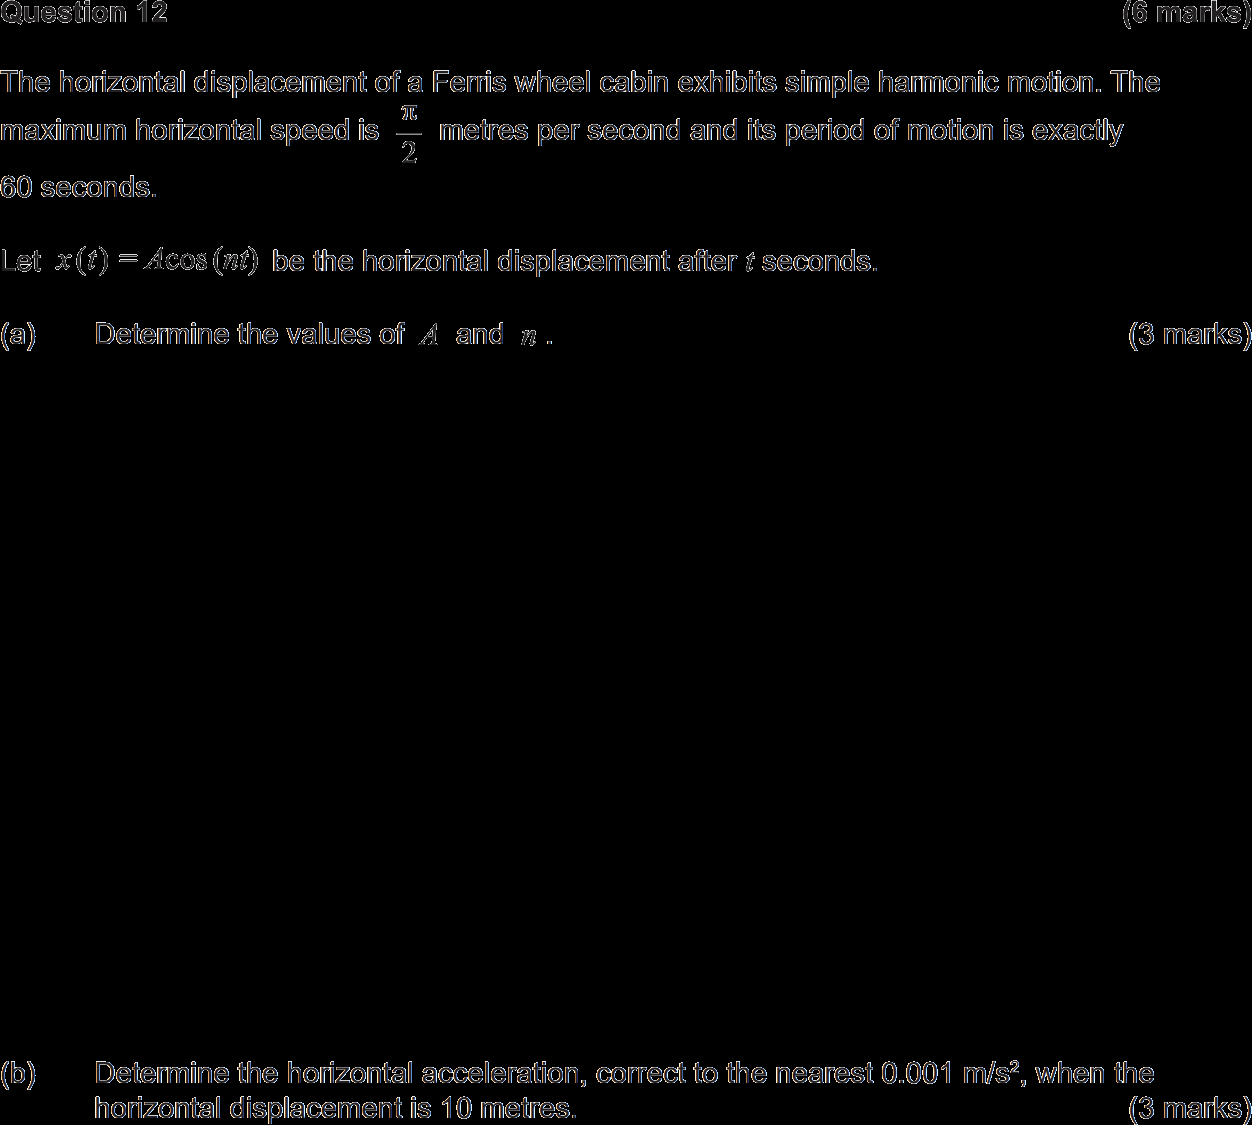 Question 12 (6 marks)
The horizontal displacement of a Ferris wheel cabin exhibits simple harmonic motion. The
maximum horizontal speed is π/2 metres per second and its period of motion is exactly
60 seconds.
Let x(t) = Acos(nt) be the horizontal displacement after t seconds.
(a) Determine the values of A and n. (3 marks)
(b) Determine the horizontal acceleration, correct to the nearest 0.001 m/s², when the
horizontal displacement is 10 metres. (3 marks)